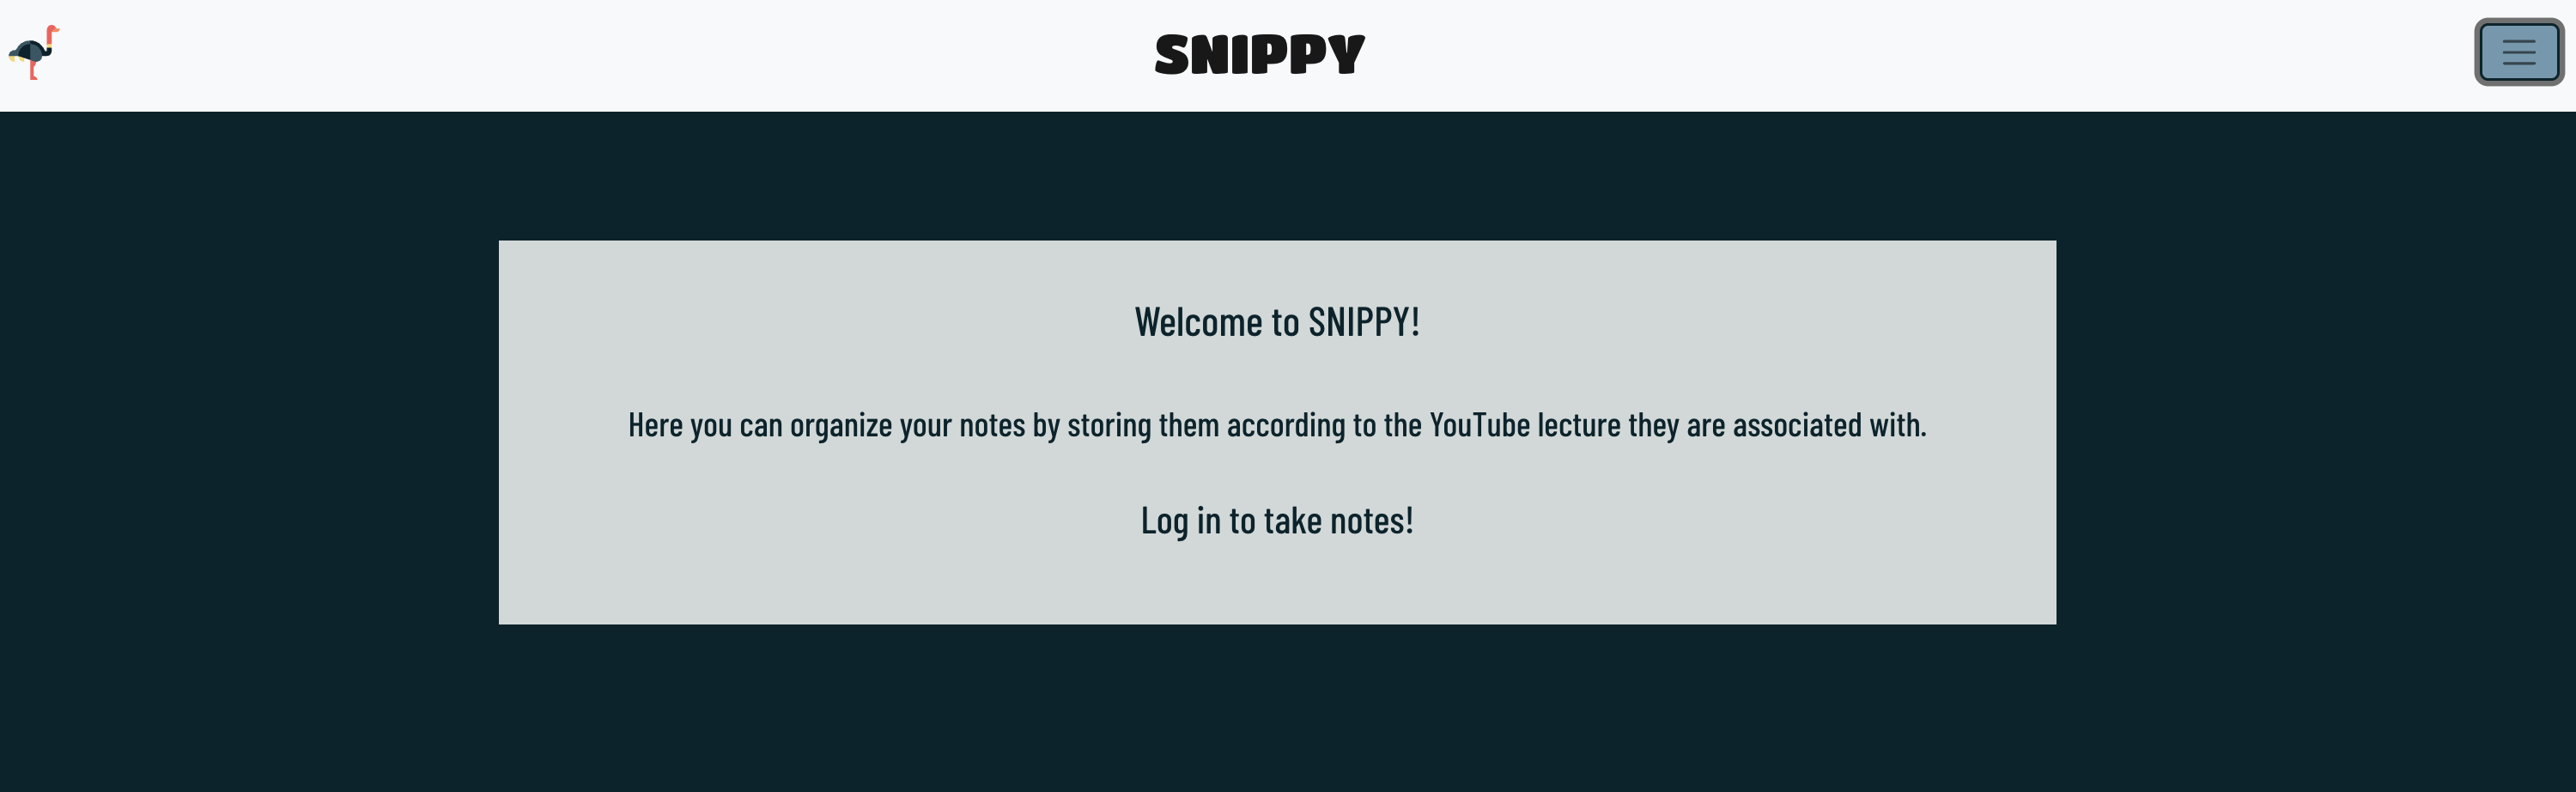 SNIPPY
Welcome to SNIPPY!
Here you can organize your notes by storing them according to the YouTube lecture they are associated with.
Log in to take notes!